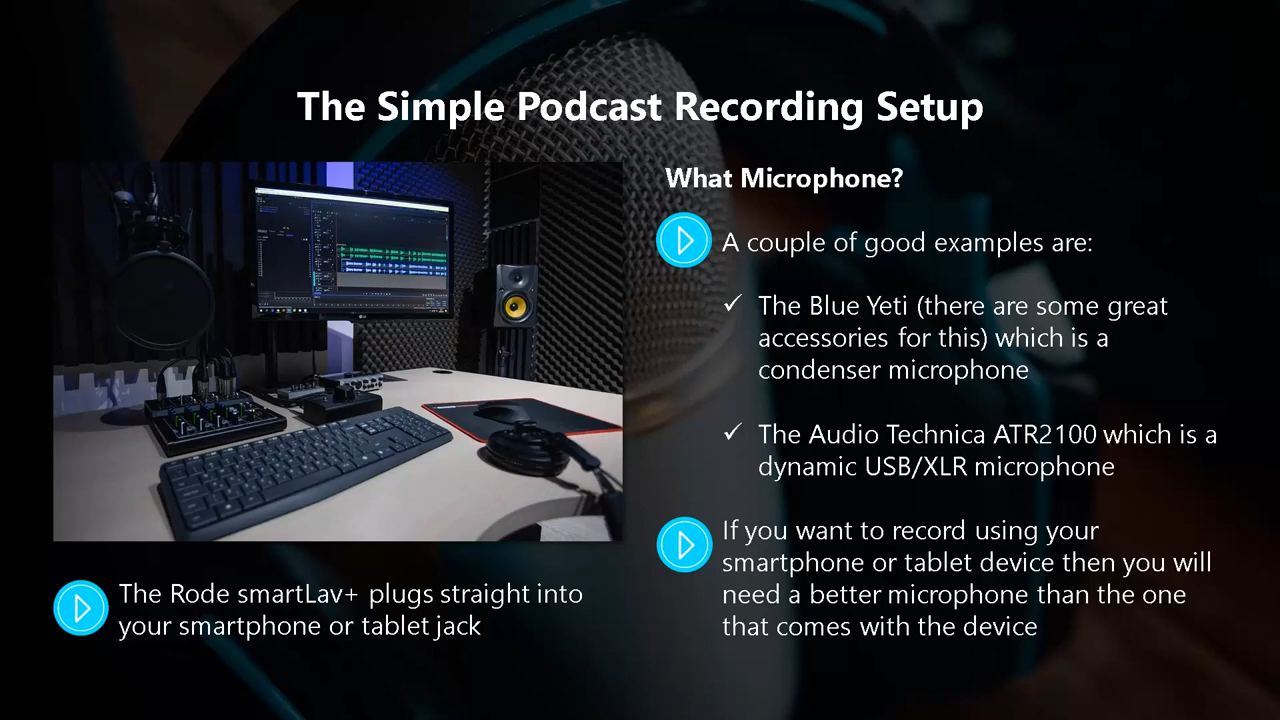 The Simple Podcast Recording Setup
What Microphone?
A couple of good examples are:
✓ The Blue Yeti (there are some great
accessories for this) which is a
condenser microphone
✓ The Audio Technica ATR2100 which is a
dynamic USB/XLR microphone
If you want to record using your
smartphone or tablet device then you will
need a better microphone than the one
that comes with the device
The Rode smartLav+ plugs straight into
your smartphone or tablet jack